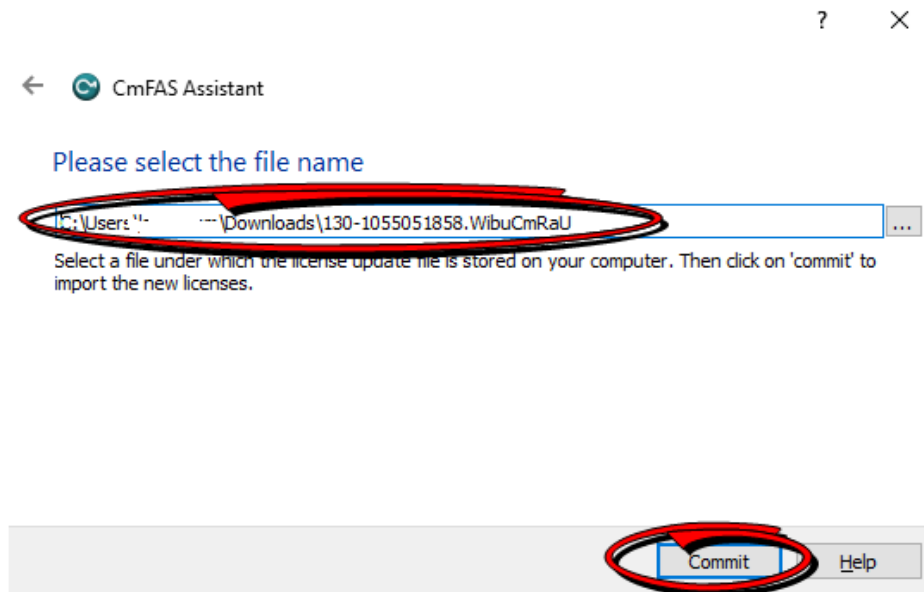 ?
CmFAS Assistant
Please select the file name
C:\Users\ \Downloads\130-1055051858.WibuCmRaU
...
Select a file under which the license update file is stored on your computer. Then click on 'commit' to
import the new licenses.
Commit Help